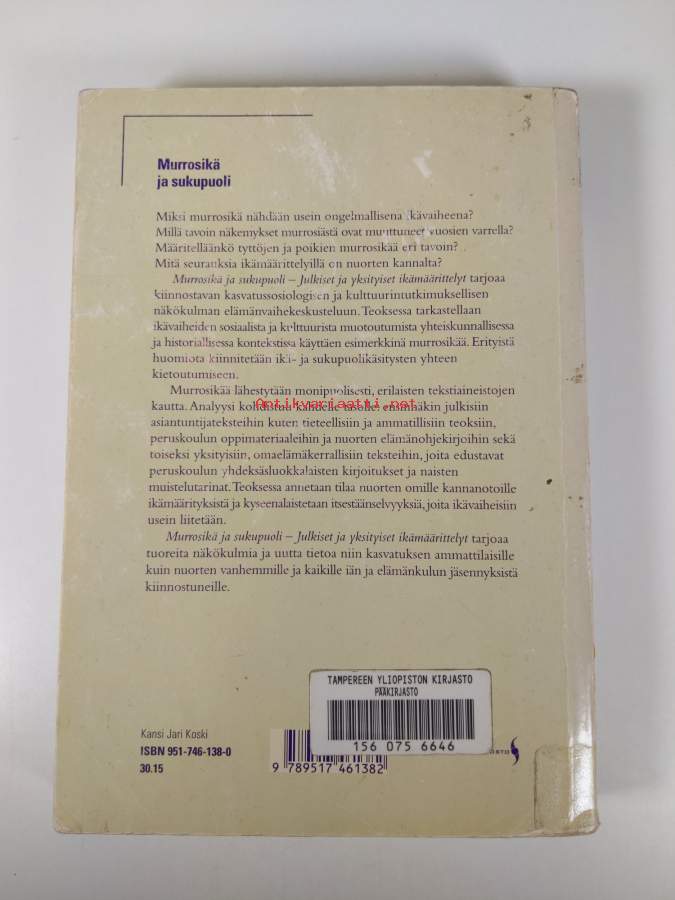 Murrosikä
ja sukupuoli
Miksi murrosikä nähdään usein ongelmallisena ikävaiheena?
Millä tavoin näkemykset murrosiästä ovat muuttuneet vuosien varrella?
Määritelläänkö tyttöjen ja poikien murrosikää eri tavoin?
Mitä seurauksia ikämäärittelyillä on nuorten kannalta?
Murrosikä ja sukupuoli – Julkiset ja yksityiset ikämäärittelyt tarjoaa
kiinnostavan kasvatussosiologisen ja kulttuurintutkimuksellisen
näkökulman elämänvaihekeskusteluun. Teoksessa tarkastellaan
ikävaiheiden sosiaalista ja kulttuurista muotoutumista yhteiskunnallisessa
ja historiallisessa kontekstissa käyttäen esimerkkinä murrosikää. Erityistä
huomiota kiinnitetään ikä- ja sukupuolikäsitysten yhteen
kietoutumiseen.
Murrosikää lähestytään monipuolisesti, erilaisten tekstiaineistojen
Antikvariaatti.net
kautta. Analyysi kohdistuu kahdelle tasolle: ensinnäkin julkisiin
asiantuntijateksteihin kuten tieteellisiin ja ammatillisiin teoksiin,
peruskoulun oppimateriaaleihin ja nuorten elämänohjekirjoihin sekä
toiseksi yksityisiin, omaelämäkerrallisiin teksteihin, joita edustavat
peruskoulun yhdeksäsluokkalaisten kirjoitukset ja naisten
muistelutarinat. Teoksessa annetaan tilaa nuorten omille kannanotoille
ikämäärityksistä ja kyseenalaistetaan itsestäänselvyyksiä, joita ikävaiheisiin
usein liitetään.
Murrosikä ja sukupuoli – Julkiset ja yksityiset ikämäärittelyt tarjoaa
tuoreita näkökulmia ja uutta tietoa niin kasvatuksen ammattilaisille
kuin nuorten vanhemmille ja kaikille iän ja elämänkulun jäsennyksistä
kiinnostuneille.
TAMPEREEN YLIOPISTON KIRJASTO
PÄÄKIRJASTO
156 075 6646
Kansi Jari Koski
ISBN 951-746-138-0
30.15
9 789517 461382